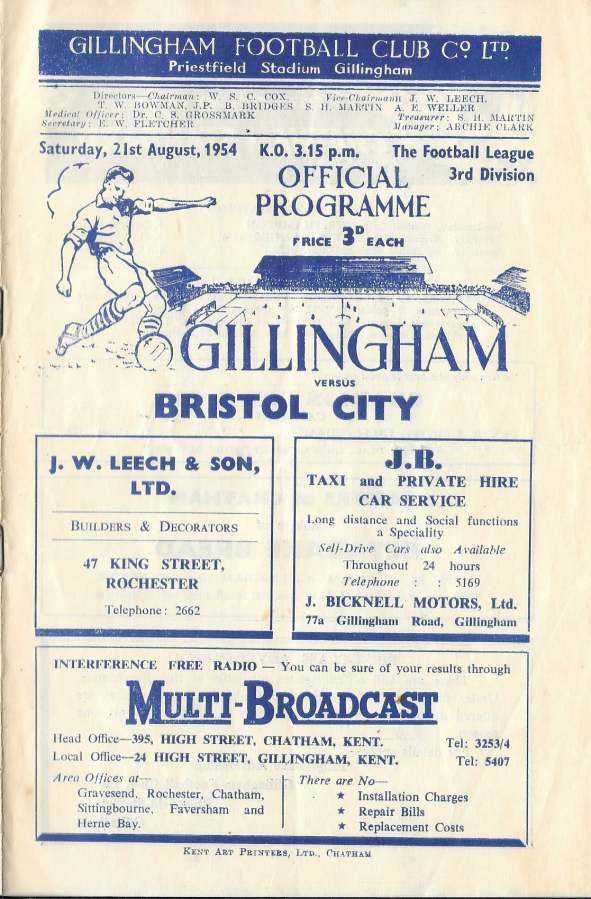 GILLINGHAM FOOTBALL CLUB Co LTD.
Priestfield Stadium Gillingham
Directors—Chairman: W. S. C. COX. Vice-Chairmann J. W. LEECH.
T. W. BOWMAN, J.P. B. BRIDGES S. H. MARTIN A. E. WELLER
Medical Officer: Dr. C. S. GROSSMARK Treasurer: S. H. MARTIN
Secretary: E. W. FLETCHER Manager: ARCHIE CLARK
Saturday, 21st August, 1954 K.O. 3.15 p.m. The Football League
3rd Division
OFFICIAL
PROGRAMME
PRICE 3D EACH
GILLINGHAM
VERSUS
BRISTOL CITY
J. W. LEECH & SON,
LTD.
BUILDERS & DECORATORS
47 KING STREET,
ROCHESTER
Telephone: 2662
J.B.
TAXI and PRIVATE HIRE
CAR SERVICE
Long distance and Social functions
a Speciality
Self-Drive Cars also Available
Throughout 24 hours
Telephone : : 5169
J. BICKNELL MOTORS, Ltd.
77a Gillingham Road, Gillingham
INTERFERENCE FREE RADIO — You can be sure of your results through
MULTI-BROADCAST
Head Office—395, HIGH STREET, CHATHAM, KENT. Tel: 3253/4
Local Office—24 HIGH STREET, GILLINGHAM, KENT. Tel: 5407
Area Offices at—
Gravesend, Rochester, Chatham,
Sittingbourne, Faversham and
Herne Bay.
There are No—
★ Installation Charges
★ Repair Bills
★ Replacement Costs
KENT ART PRINTERS, LTD., CHATHAM